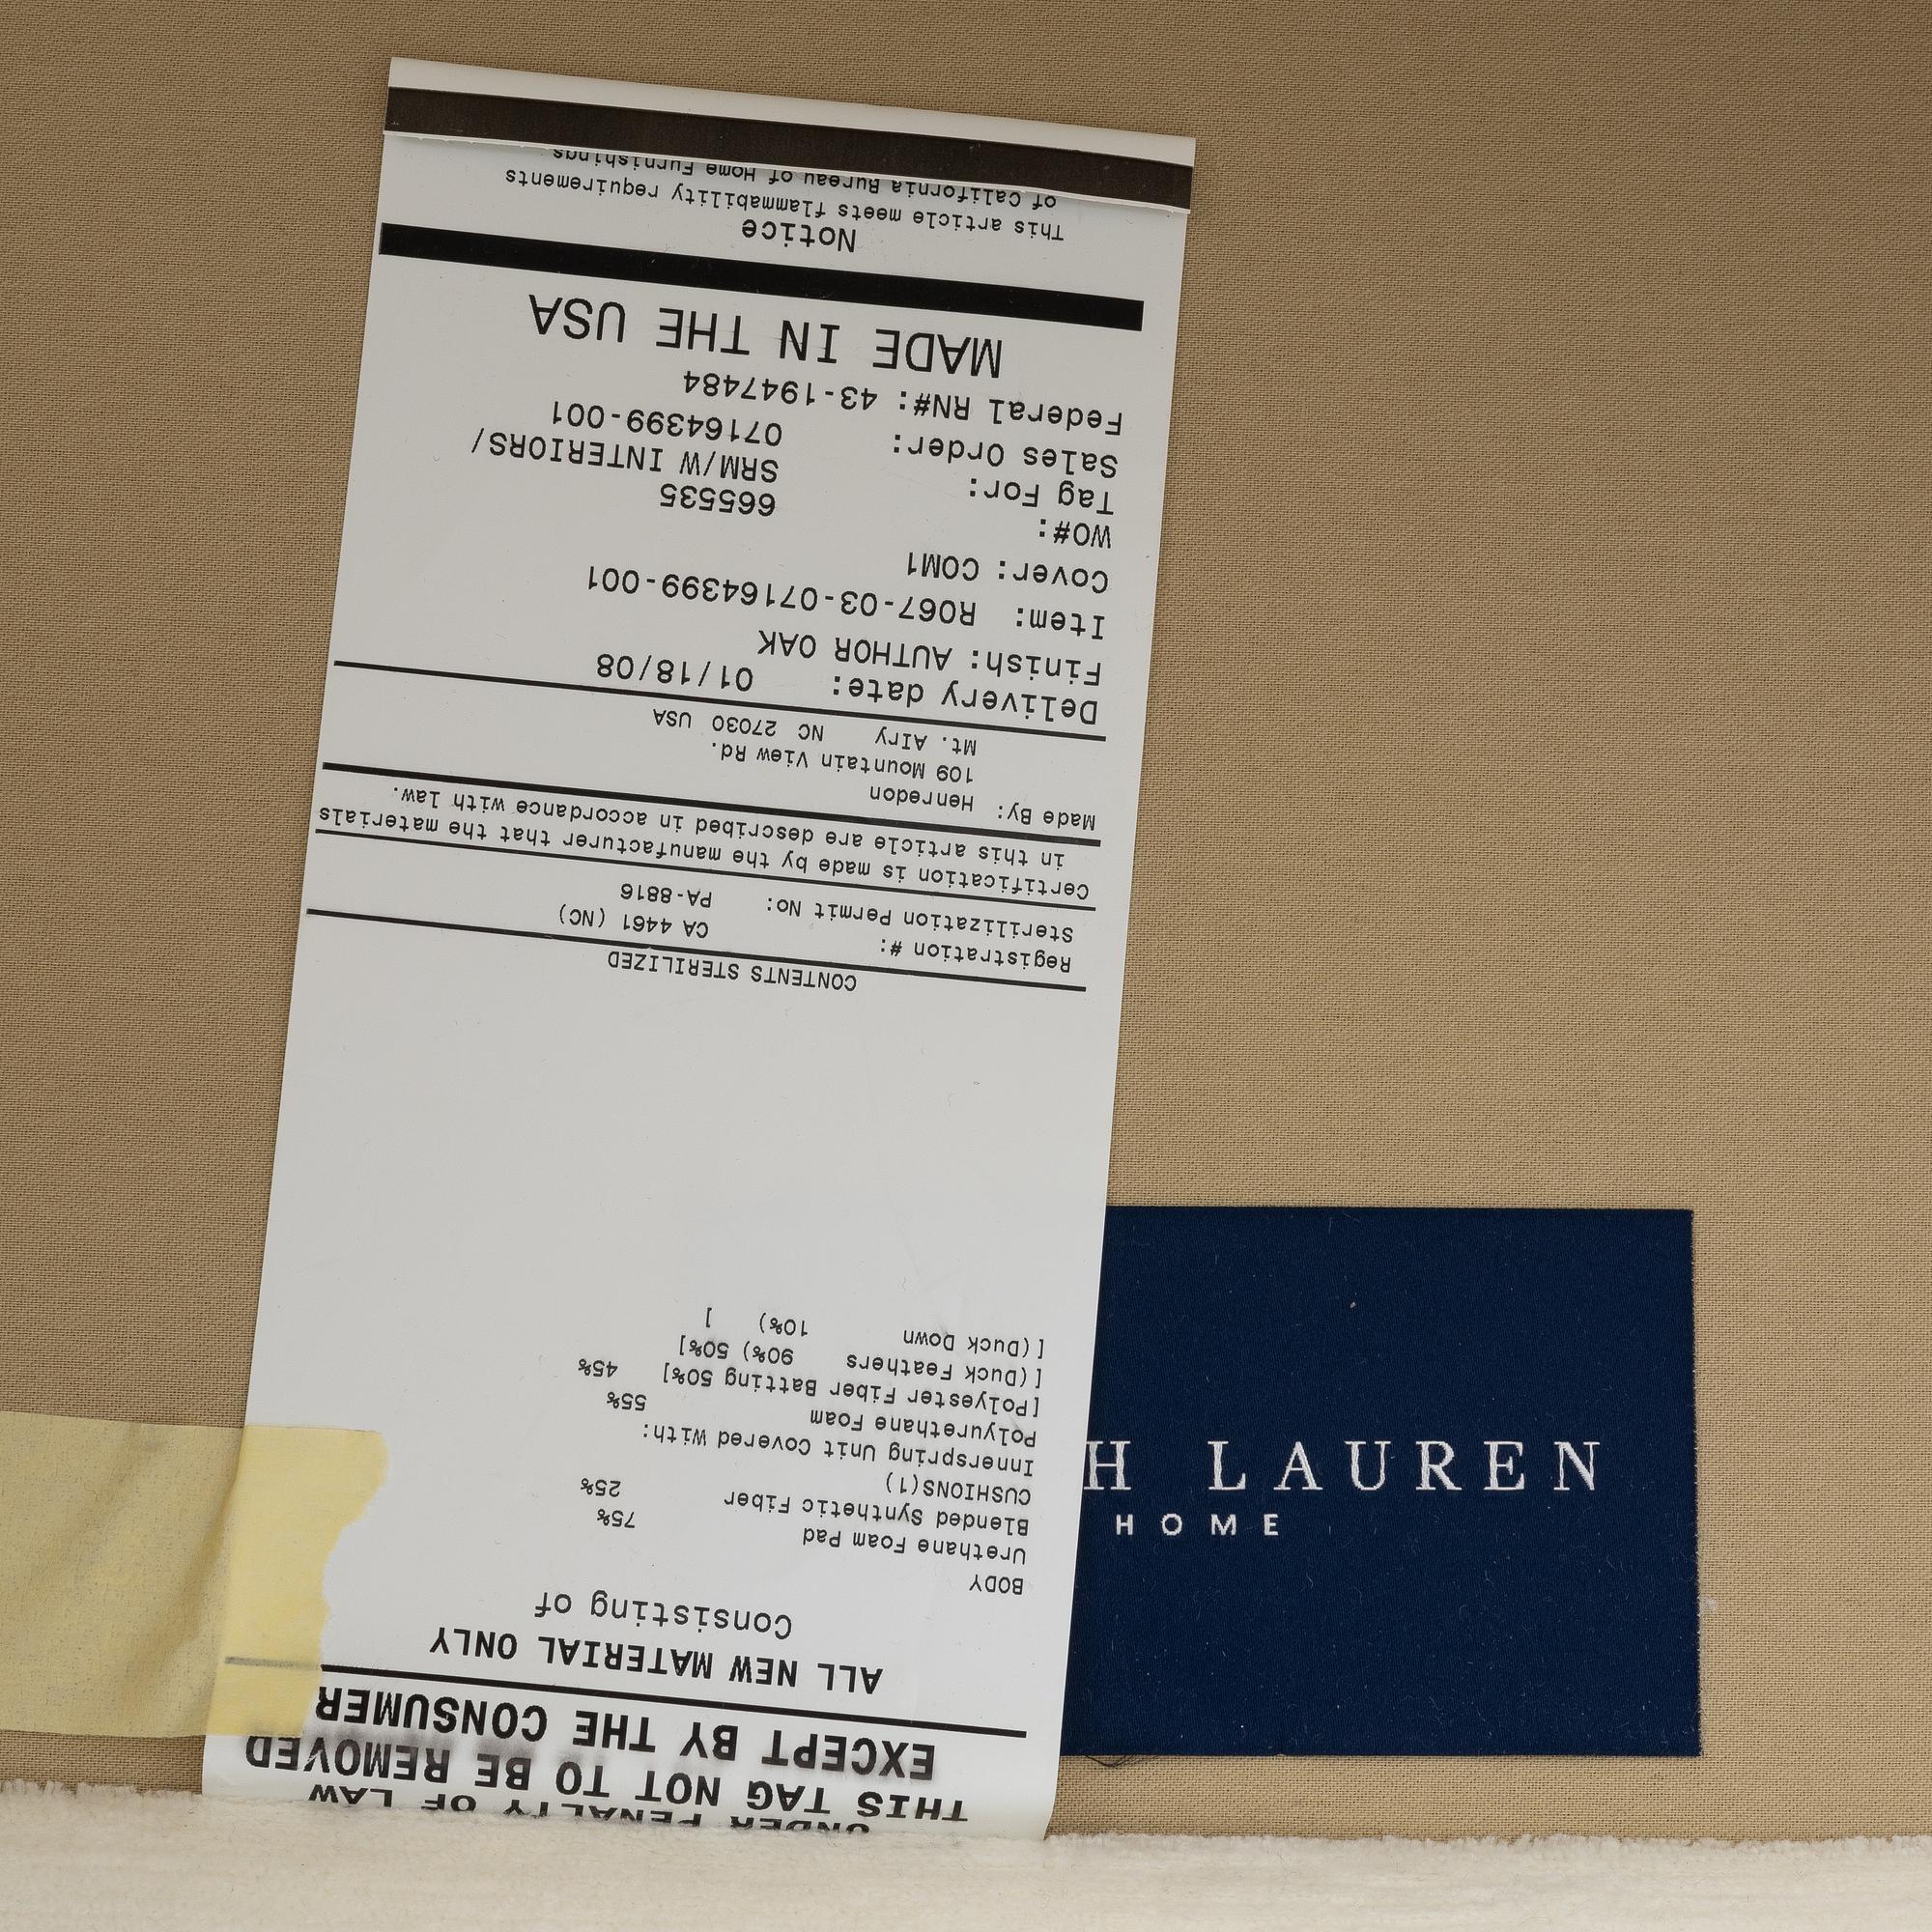 UNDER PENALTY OF LAW
THIS TAG NOT TO BE REMOVED
EXCEPT BY THE CONSUMER
ALL NEW MATERIAL ONLY
Consisting of
BODY
Urethane Foam Pad 75%
Blended Synthetic Fiber 25%
CUSHIONS(1)
Innerspring Unit Covered With:
Polyurethane Foam 55%
[Polyester Fiber Batting 50%] 45%
[(Duck Feathers 90%) 50%]
[(Duck Down 10%) ]
CONTENTS STERILIZED
Registration #: CA 4461 (NC)
Sterilization Permit No: PA-8816
Certification is made by the manufacturer that the materials
in this article are described in accordance with law.
Made By: Henredon
109 Mountain View Rd.
Mt. AIry NC 27030 USA
Delivery date: 01/18/08
Finish: AUTHOR OAK
Item: R067-03-07164399-001
Cover: COM1
WO#: 665535
Tag For: SRM/W INTERIORS/
Sales Order: 07164399-001
Federal RN#: 43-1947484
MADE IN THE USA
Notice
This article meets flammability requirements
of California Bureau of Home Furnishings
H LAUREN
HOME